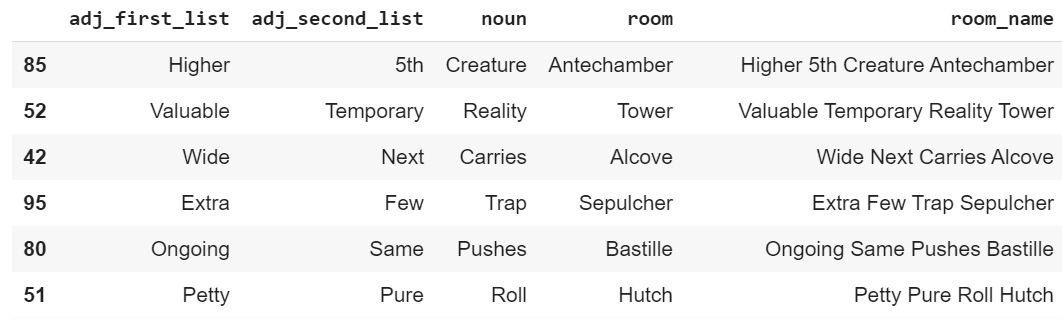 adj_first_list adj_second_list noun room room_name
85 Higher 5th Creature Antechamber Higher 5th Creature Antechamber
52 Valuable Temporary Reality Tower Valuable Temporary Reality Tower
42 Wide Next Carries Alcove Wide Next Carries Alcove
95 Extra Few Trap Sepulcher Extra Few Trap Sepulcher
80 Ongoing Same Pushes Bastille Ongoing Same Pushes Bastille
51 Petty Pure Roll Hutch Petty Pure Roll Hutch